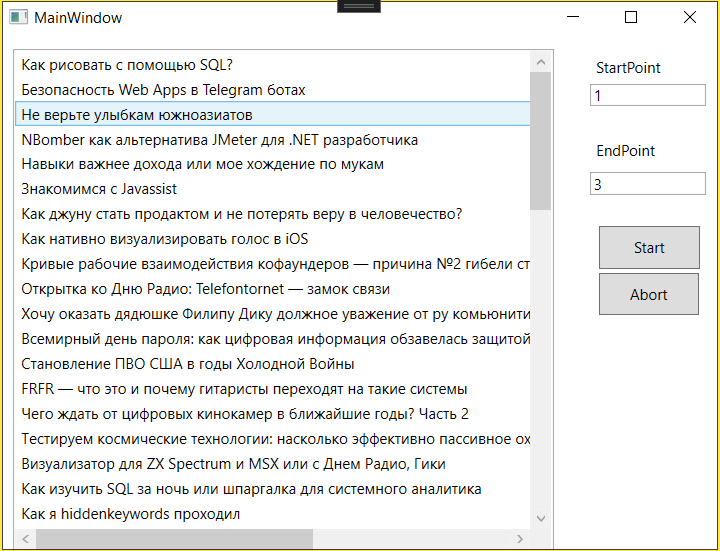 MainWindow
Как рисовать с помощью SQL?
Безопасность Web Apps в Telegram ботах
Не верьте улыбкам южноазиатов
NBomber как альтернатива JMeter для .NET разработчика
Навыки важнее дохода или мое хождение по мукам
Знакомимся с Javassist
Как джуну стать продактом и не потерять веру в человечество?
Как нативно визуализировать голос в iOS
Кривые рабочие взаимодействия кофаундеров — причина №2 гибели ст
Открытка ко Дню Радио: Telefontornet — замок связи
Хочу оказать дядюшке Филипу Дику должное уважение от ру комьюнити
Всемирный день пароля: как цифровая информация обзавелась защитой
Становление ПВО США в годы Холодной Войны
FRFR — что это и почему гитаристы переходят на такие системы
Чего ждать от цифровых кинокамер в ближайшие годы? Часть 2
Тестируем космические технологии: насколько эффективно пассивное ох
Визуализатор для ZX Spectrum и MSX или с Днем Радио, Гики
Как изучить SQL за ночь или шпаргалка для системного аналитика
Как я hiddenkeywords проходил
StartPoint
1
EndPoint
3
Start
Abort